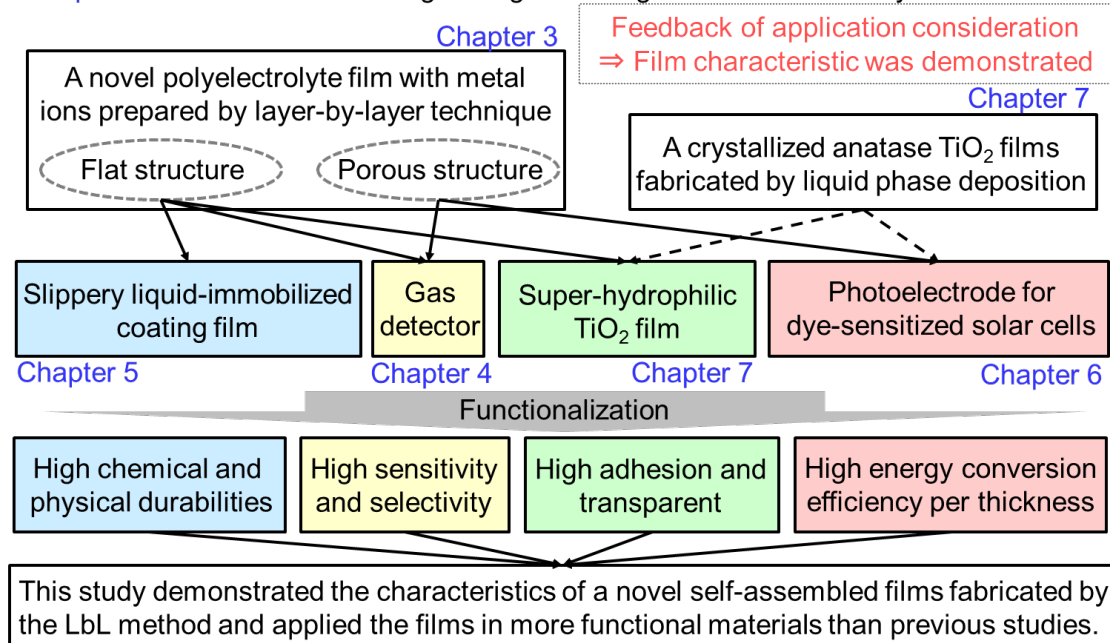 Chapter 3
Feedback of application consideration
⇒ Film characteristic was demonstrated
A novel polyelectrolyte film with metal
ions prepared by layer-by-layer technique
Flat structure
Porous structure
Chapter 7
A crystallized anatase TiO₂ films
fabricated by liquid phase deposition
Slippery liquid-immobilized
coating film
Gas
detector
Super-hydrophilic
TiO₂ film
Photoelectrode for
dye-sensitized solar cells
Chapter 5
Chapter 4
Chapter 7
Chapter 6
Functionalization
High chemical and
physical durabilities
High sensitivity
and selectivity
High adhesion and
transparent
High energy conversion
efficiency per thickness
This study demonstrated the characteristics of a novel self-assembled films fabricated by
the LbL method and applied the films in more functional materials than previous studies.